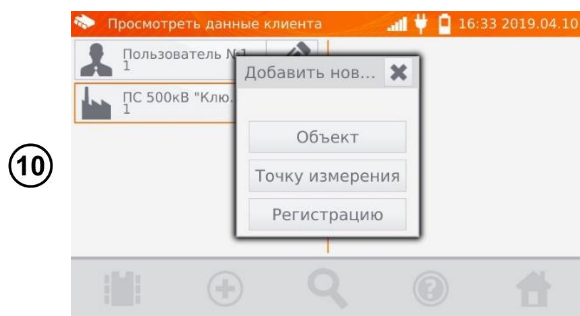 Просмотреть данные клиента 16:33 2019.04.10
Пользователь №1
1
Добавить нов...
ПС 500кВ "Клю.
1
Объект
10
Точку измерения
Регистрацию